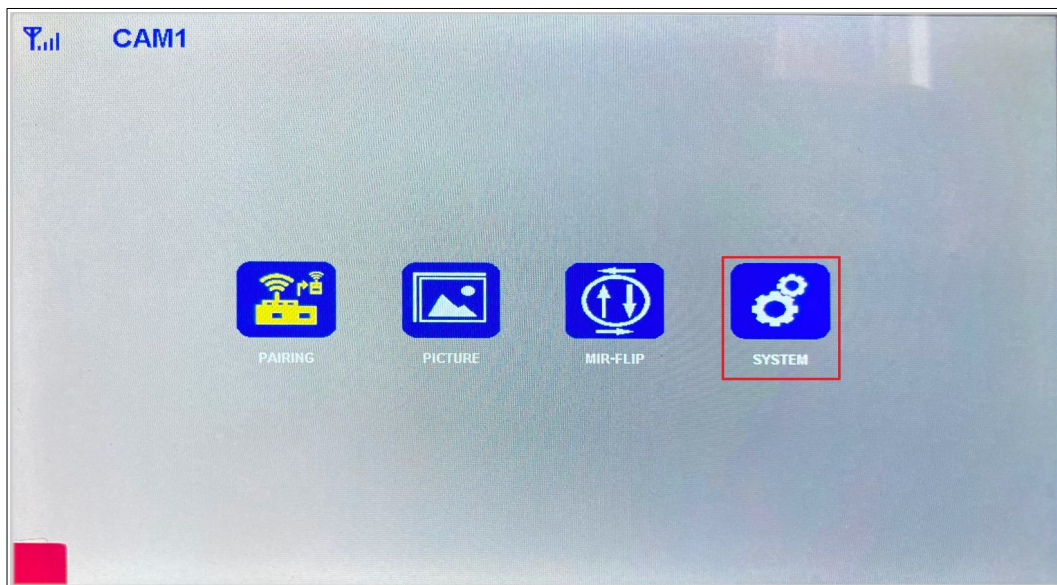 CAM1
PAIRING
PICTURE
MIR-FLIP
SYSTEM